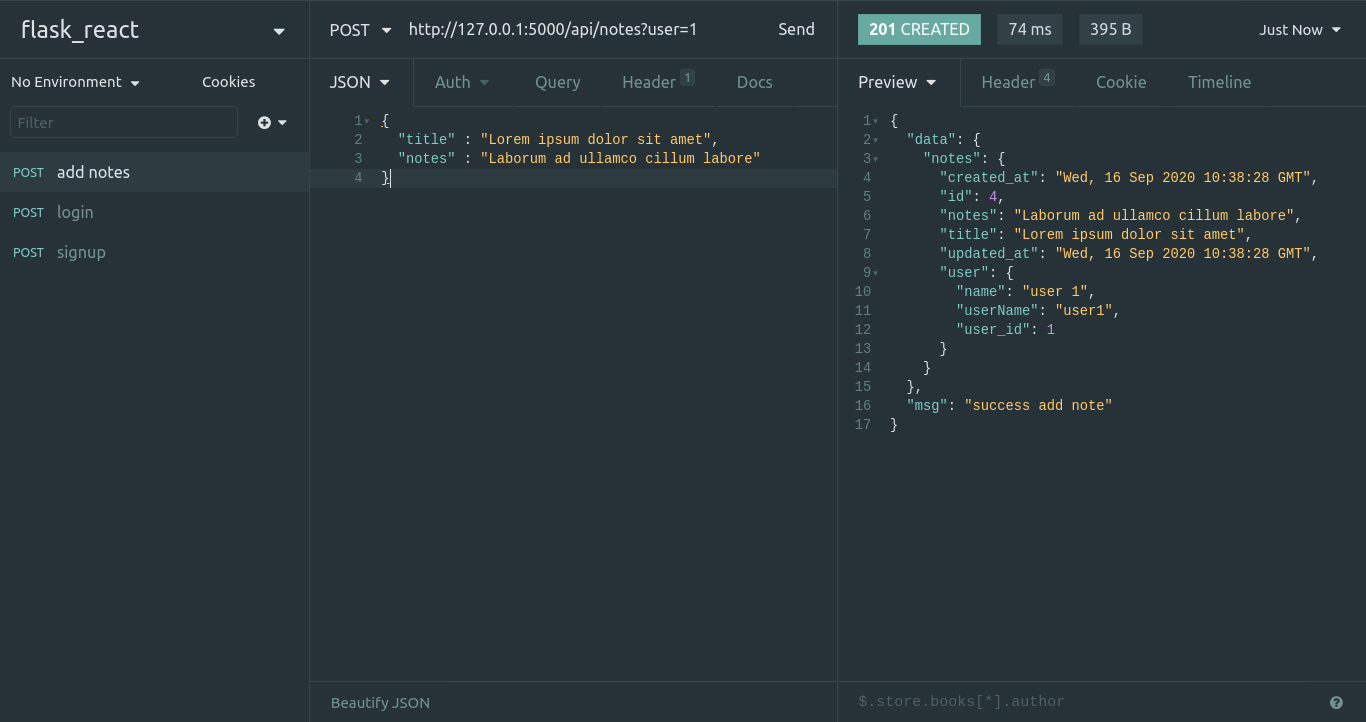 flask_react
No Environment
Cookies
Filter
POST add notes
POST login
POST signup
POST http://127.0.0.1:5000/api/notes?user=1 Send
JSON Auth Query Header 1 Docs
1 {
2 "title" : "Lorem ipsum dolor sit amet",
3 "notes" : "Laborum ad ullamco cillum labore"
4 }
Beautify JSON
201 CREATED 74 ms 395 B Just Now
Preview Header 4 Cookie Timeline
1 {
2 "data": {
3 "notes": {
4 "created_at": "Wed, 16 Sep 2020 10:38:28 GMT",
5 "id": 4,
6 "notes": "Laborum ad ullamco cillum labore",
7 "title": "Lorem ipsum dolor sit amet",
8 "updated_at": "Wed, 16 Sep 2020 10:38:28 GMT",
9 "user": {
10 "name": "user 1",
11 "userName": "user1",
12 "user_id": 1
13 }
14 }
15 },
16 "msg": "success add note"
17 }
$.store.books[*].author